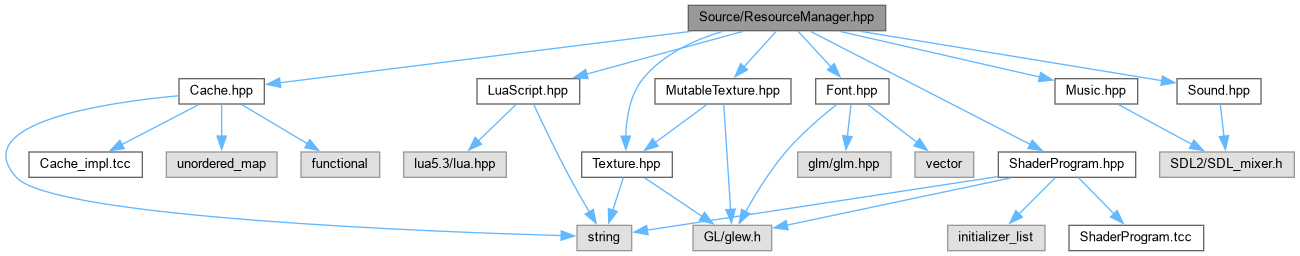 Source/ResourceManager.hpp
Cache.hpp
LuaScript.hpp
MutableTexture.hpp
Font.hpp
Music.hpp
Sound.hpp
Cache_impl.tcc
unordered_map
functional
lua5.3/lua.hpp
Texture.hpp
glm/glm.hpp
vector
ShaderProgram.hpp
SDL2/SDL_mixer.h
string
GL/glew.h
initializer_list
ShaderProgram.tcc